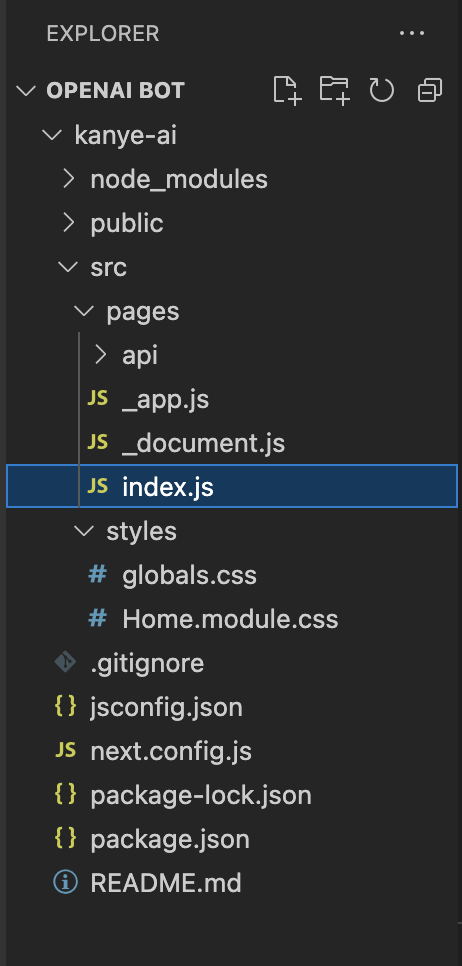 EXPLORER
OPENAI BOT
kanye-ai
node_modules
public
src
pages
api
JS _app.js
JS _document.js
JS index.js
styles
# globals.css
# Home.module.css
.gitignore
{} jsconfig.json
JS next.config.js
{} package-lock.json
{} package.json
README.md